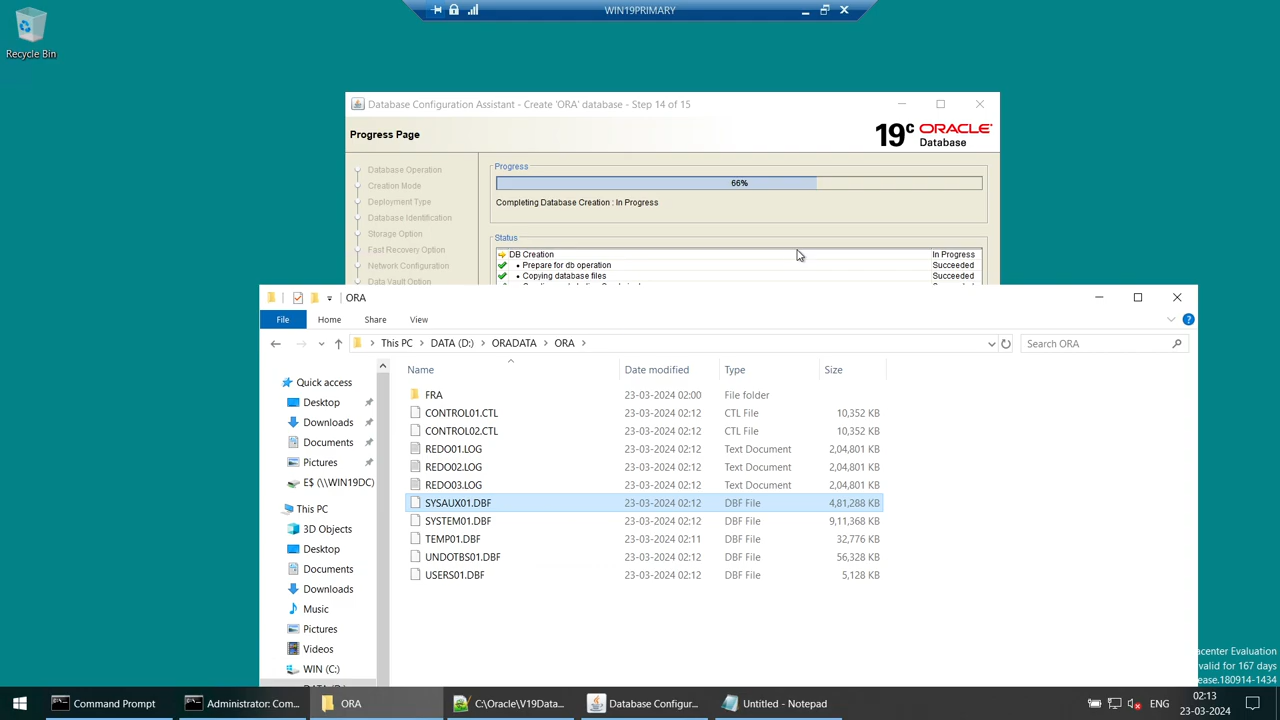 WIN19PRIMARY
Recycle Bin
Database Configuration Assistant - Create 'ORA' database - Step 14 of 15
Progress Page
19c ORACLE
Database
Database Operation
Creation Mode
Deployment Type
Database Identification
Storage Option
Fast Recovery Option
Network Configuration
Data Vault Option
Progress
66%
Completing Database Creation : In Progress
Status
DB Creation In Progress
• Prepare for db operation Succeeded
• Copying database files Succeeded
ORA
File Home Share View
This PC DATA (D:) ORADATA ORA
Search ORA
Quick access
Desktop
Downloads
Documents
Pictures
E$ (\\WIN19DC)
This PC
3D Objects
Desktop
Documents
Downloads
Music
Pictures
Videos
WIN (C:)
Name Date modified Type Size
FRA 23-03-2024 02:00 File folder
CONTROL01.CTL 23-03-2024 02:12 CTL File 10,352 KB
CONTROL02.CTL 23-03-2024 02:12 CTL File 10,352 KB
REDO01.LOG 23-03-2024 02:12 Text Document 2,04,801 KB
REDO02.LOG 23-03-2024 02:12 Text Document 2,04,801 KB
REDO03.LOG 23-03-2024 02:12 Text Document 2,04,801 KB
SYSAUX01.DBF 23-03-2024 02:12 DBF File 4,81,288 KB
SYSTEM01.DBF 23-03-2024 02:12 DBF File 9,11,368 KB
TEMP01.DBF 23-03-2024 02:11 DBF File 32,776 KB
UNDOTBS01.DBF 23-03-2024 02:12 DBF File 56,328 KB
USERS01.DBF 23-03-2024 02:12 DBF File 5,128 KB
acenter Evaluation
valid for 167 days
ease.180914-1434
Command Prompt
Administrator: Com...
ORA
C:\Oracle\V19Data...
Database Configur...
Untitled - Notepad
ENG
02:13
23-03-2024